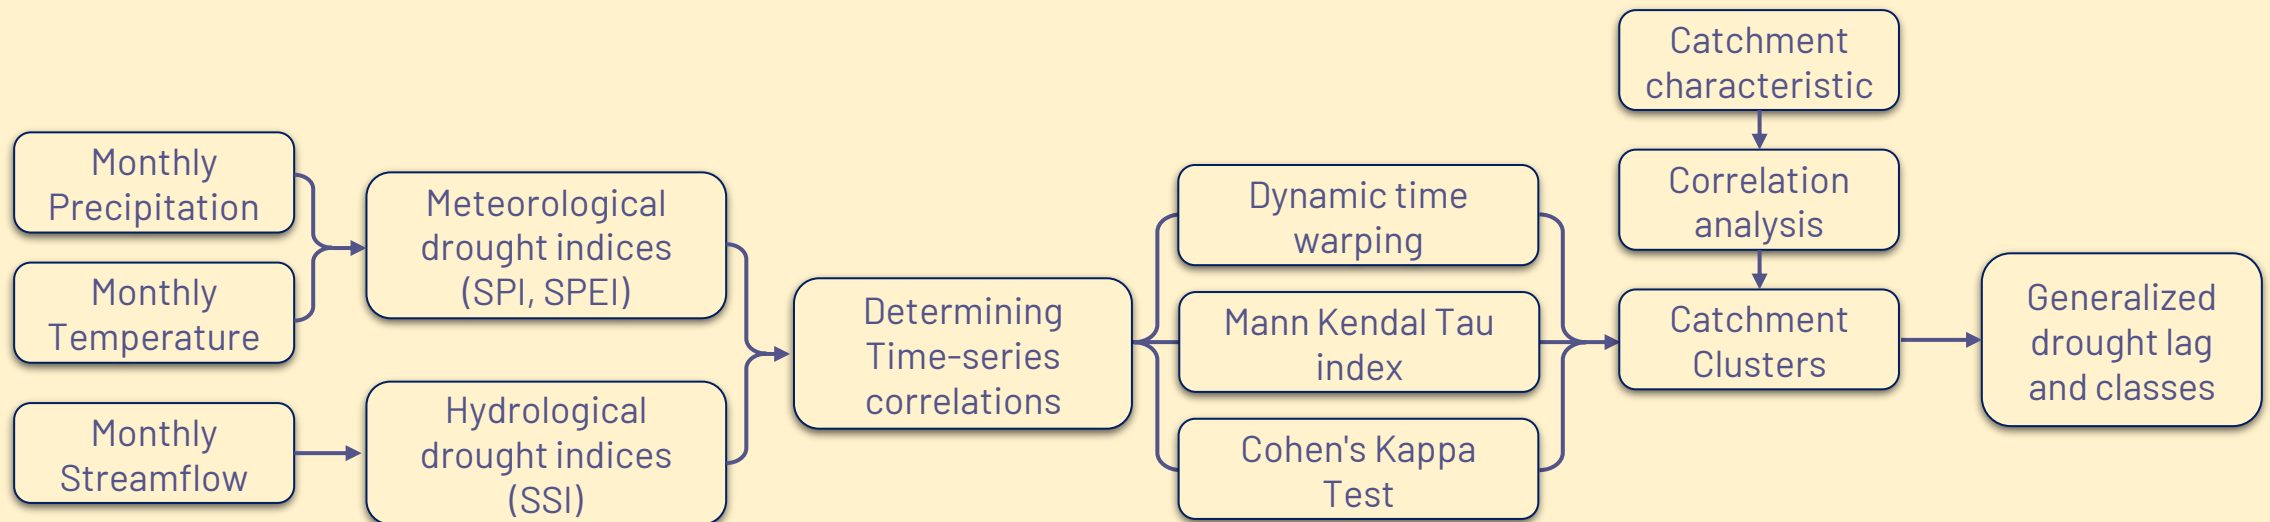 Monthly
Precipitation
Monthly
Temperature
Monthly
Streamflow
Meteorological
drought indices
(SPI, SPEI)
Hydrological
drought indices
(SSI)
Determining
Time-series
correlations
Dynamic time
warping
Mann Kendal Tau
index
Cohen's Kappa
Test
Catchment
characteristic
Correlation
analysis
Catchment
Clusters
Generalized
drought lag
and classes